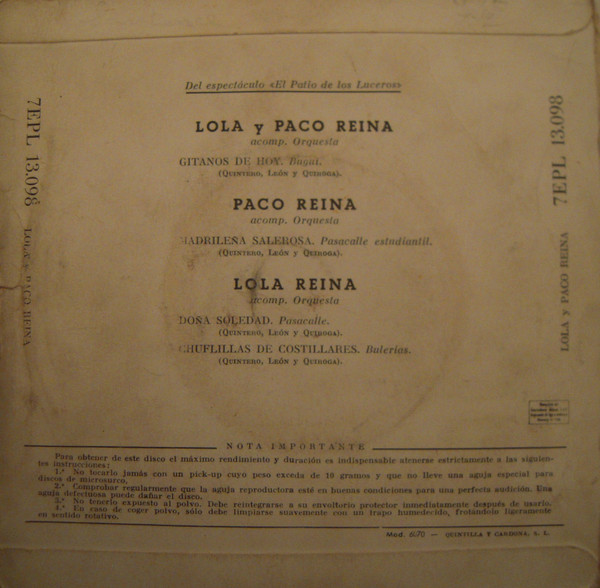 Del espectáculo «El Patio de los Luceros»
LOLA y PACO REINA
acomp. Orquesta
GITANOS DE HOY. Bugui.
(QUINTERO, LEÓN Y QUIROGA).
PACO REINA
acomp. Orquesta
MADRILEÑA SALEROSA. Pasacalle estudiantil.
(QUINTERO, LEÓN Y QUIROGA).
LOLA REINA
acomp. Orquesta
DOÑA SOLEDAD. Pasacalle.
(QUINTERO, LEÓN Y QUIROGA).
CHUFLILLAS DE COSTILLARES. Bulerías.
(QUINTERO, LEÓN Y QUIROGA).
7EPL 13.098
LOLA y PACO REINA
7EPL 13.098
LOLA y PACO REINA
NOTA IMPORTANTE
Para obtener de este disco el máximo rendimiento y duración es indispensable atenerse estrictamente a las siguien-
tes instrucciones:
1.ª No tocarlo jamás con un pick-up cuyo peso exceda de 10 gramos y que no lleve una aguja especial para
discos de microsurco.
2.ª Comprobar regularmente que la aguja reproductora esté en buenas condiciones para una perfecta audición. Una
aguja defectuosa puede dañar el disco.
3.ª No tenerlo expuesto al polvo. Debe reintegrarse a su envoltorio protector inmediatamente después de usarlo.
4.ª En caso de coger polvo, sólo debe limpiarse suavemente con un trapo humedecido, frotándolo ligeramente
en sentido rotativo.
Mod. 6070 — QUINTILLA Y CARDONA, S. L.